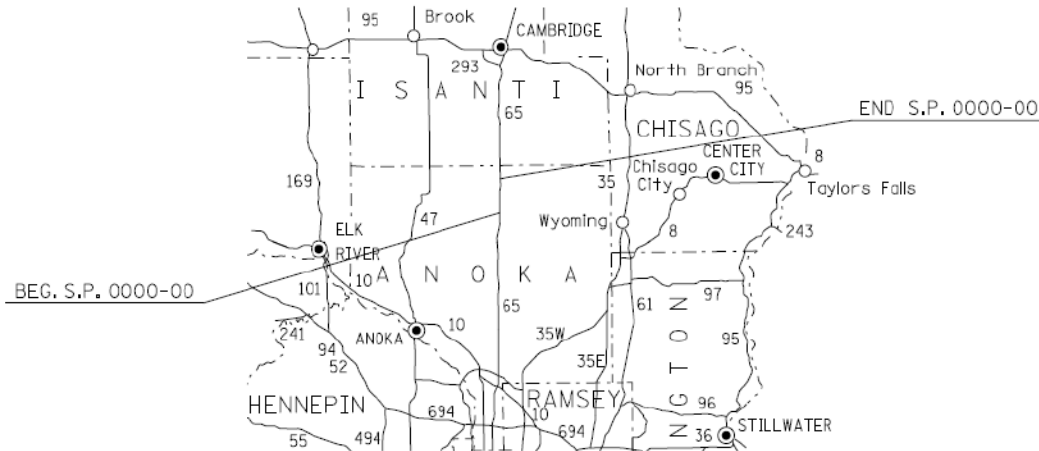 95
Brook
CAMBRIDGE
293
North Branch
95
I S A N T I
65
END S.P. 0000-00
CHISAGO
CENTER
CITY
Chisago
City
8
35
Taylors Falls
169
47
Wyoming
8
243
ELK
RIVER
10
A N O K A
BEG. S.P. 0000-00
101
65
61
97
241
94
52
ANOKA
10
35W
35E
95
N G T O N
HENNEPIN
694
RAMSEY
10
96
55
494
694
36
STILLWATER